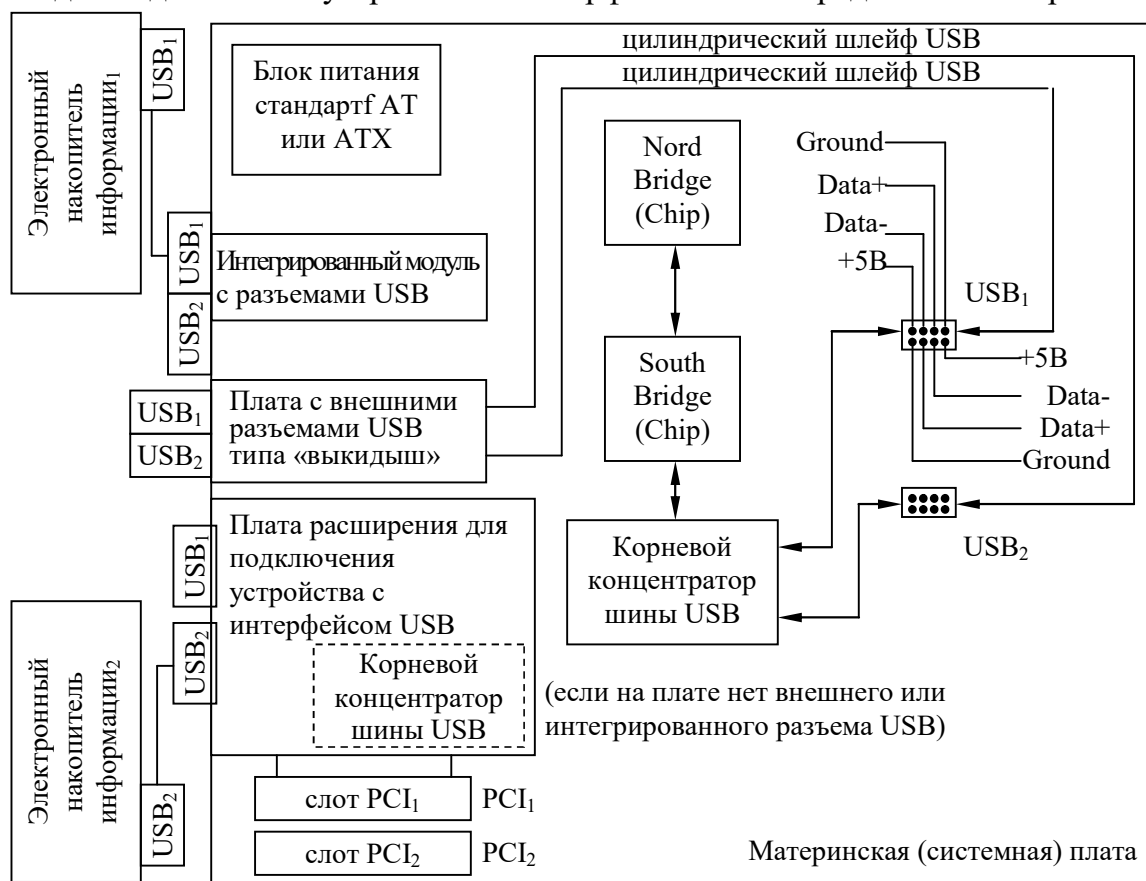 цилиндрический шлейф USB
цилиндрический шлейф USB
Электронный
накопитель
информации₁
USB₁
Блок питания
стандартf AT
или ATX
Nord
Bridge
(Chip)
Ground
Data+
Data-
+5В
USB₁
USB₁
USB₂
Интегрированный модуль
с разъемами USB
South
Bridge
(Chip)
+5В
Data-
Data+
Ground
USB₁
USB₂
Плата с внешними
разъемами USB
типа «выкидыш»
USB₂
Корневой
концентратор
шины USB
Плата расширения для
подключения
устройства с
интерфейсом USB
USB₁
USB₂
Корневой
концентратор
шины USB
(если на плате нет внешнего или
интегрированного разъема USB)
Электронный
накопитель
информации₂
USB₂
слот PCI₁
PCI₁
слот PCI₂
PCI₂
Материнская (системная) плата